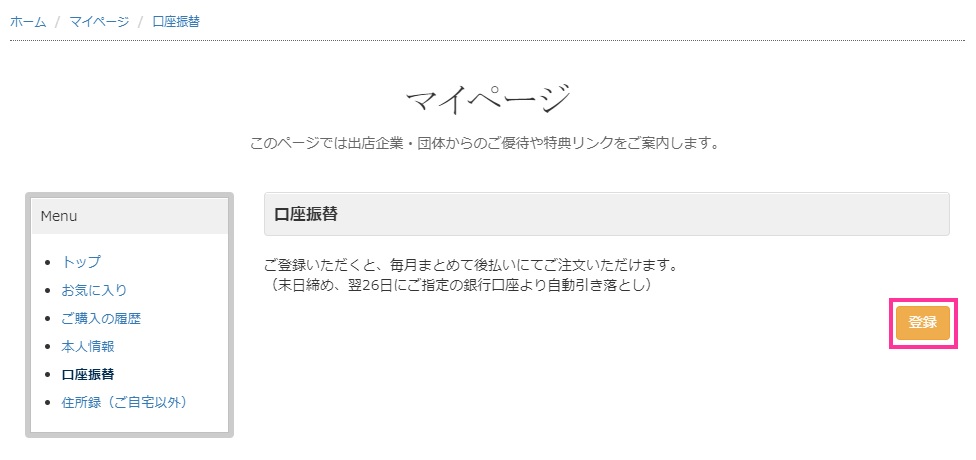 ホーム / マイページ / 口座振替
マイページ
このページでは出店企業・団体からのご優待や特典リンクをご案内します。
Menu
トップ
お気に入り
ご購入の履歴
本人情報
口座振替
住所録（ご自宅以外）
口座振替
ご登録いただくと、毎月まとめて後払いにてご注文いただけます。
（末日締め、翌26日にご指定の銀行口座より自動引き落とし）
登録